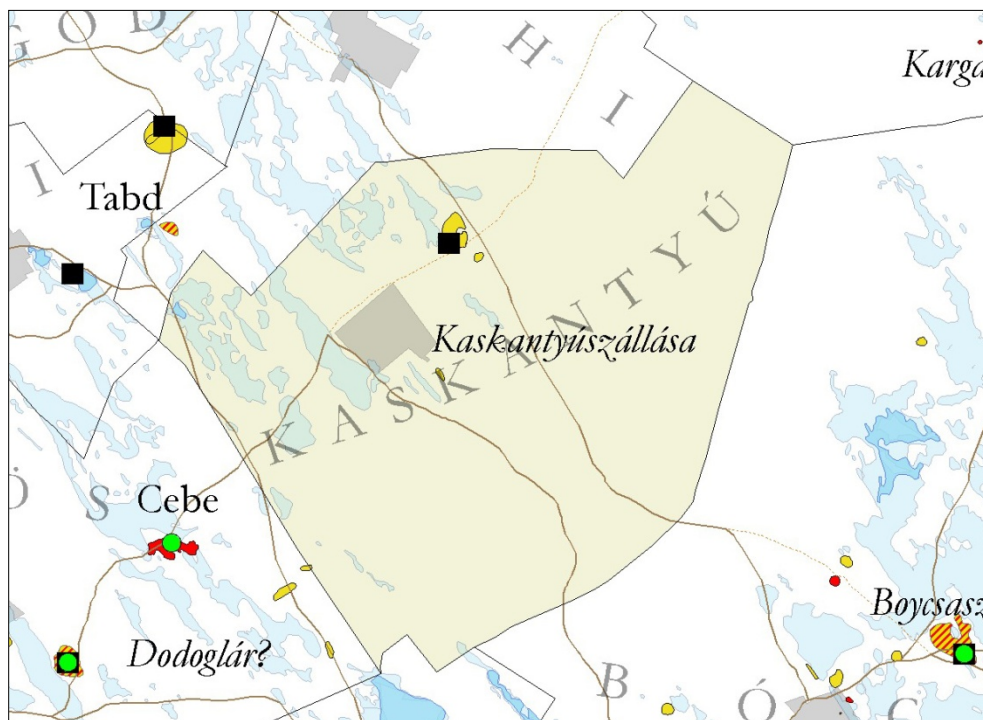 G O D
H I
Karga
I
Tabd
KASKANTYÚ
Kaskantyúszállása
Ó S
Cebe
Dodoglár?
Boycsasz
B Ó C